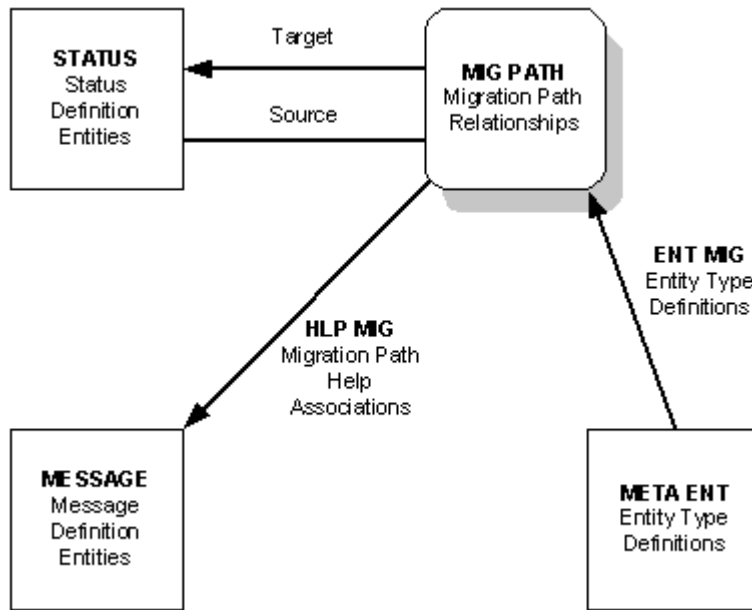 STATUS
Status
Definition
Entities
Target
Source
MIG PATH
Migration Path
Relationships
ENT MIG
Entity Type
Definitions
HLP MIG
Migration Path
Help
Associations
MESSAGE
Message
Definition
Entities
META ENT
Entity Type
Definitions